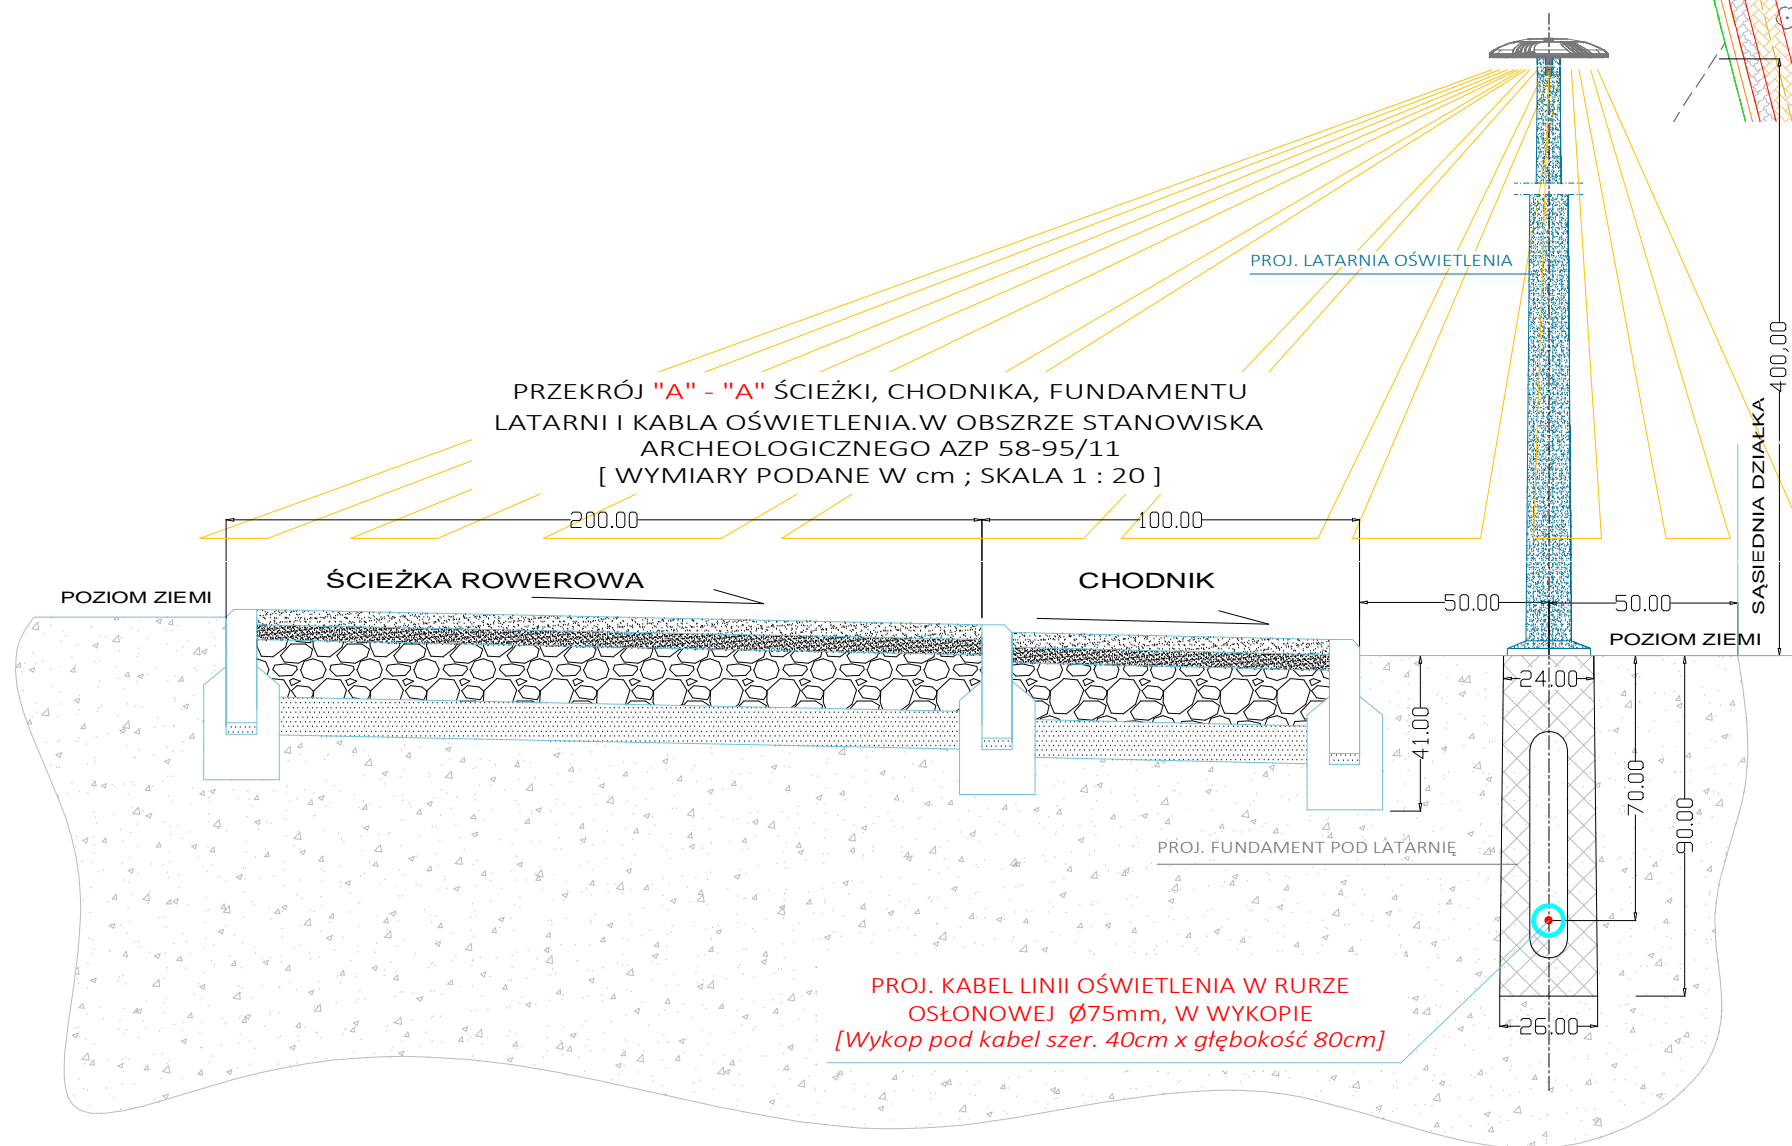 PROJ. LATARNIA OŚWIETLENIA
400,00
SĄSIEDNIA DZIAŁKA
PRZEKRÓJ "A" - "A" ŚCIEŻKI, CHODNIKA, FUNDAMENTU
LATARNI I KABLA OŚWIETLENIA.W OBSZRZE STANOWISKA
ARCHEOLOGICZNEGO AZP 58-95/11
[ WYMIARY PODANE W cm ; SKALA 1 : 20 ]
200.00
100.00
ŚCIEŻKA ROWEROWA
CHODNIK
POZIOM ZIEMI
50.00
50.00
POZIOM ZIEMI
24.00
41.00
70.00
90.00
PROJ. FUNDAMENT POD LATARNIĘ
PROJ. KABEL LINII OŚWIETLENIA W RURZE
OSŁONOWEJ Ø75mm, W WYKOPIE
[Wykop pod kabel szer. 40cm x głębokość 80cm]
26.00